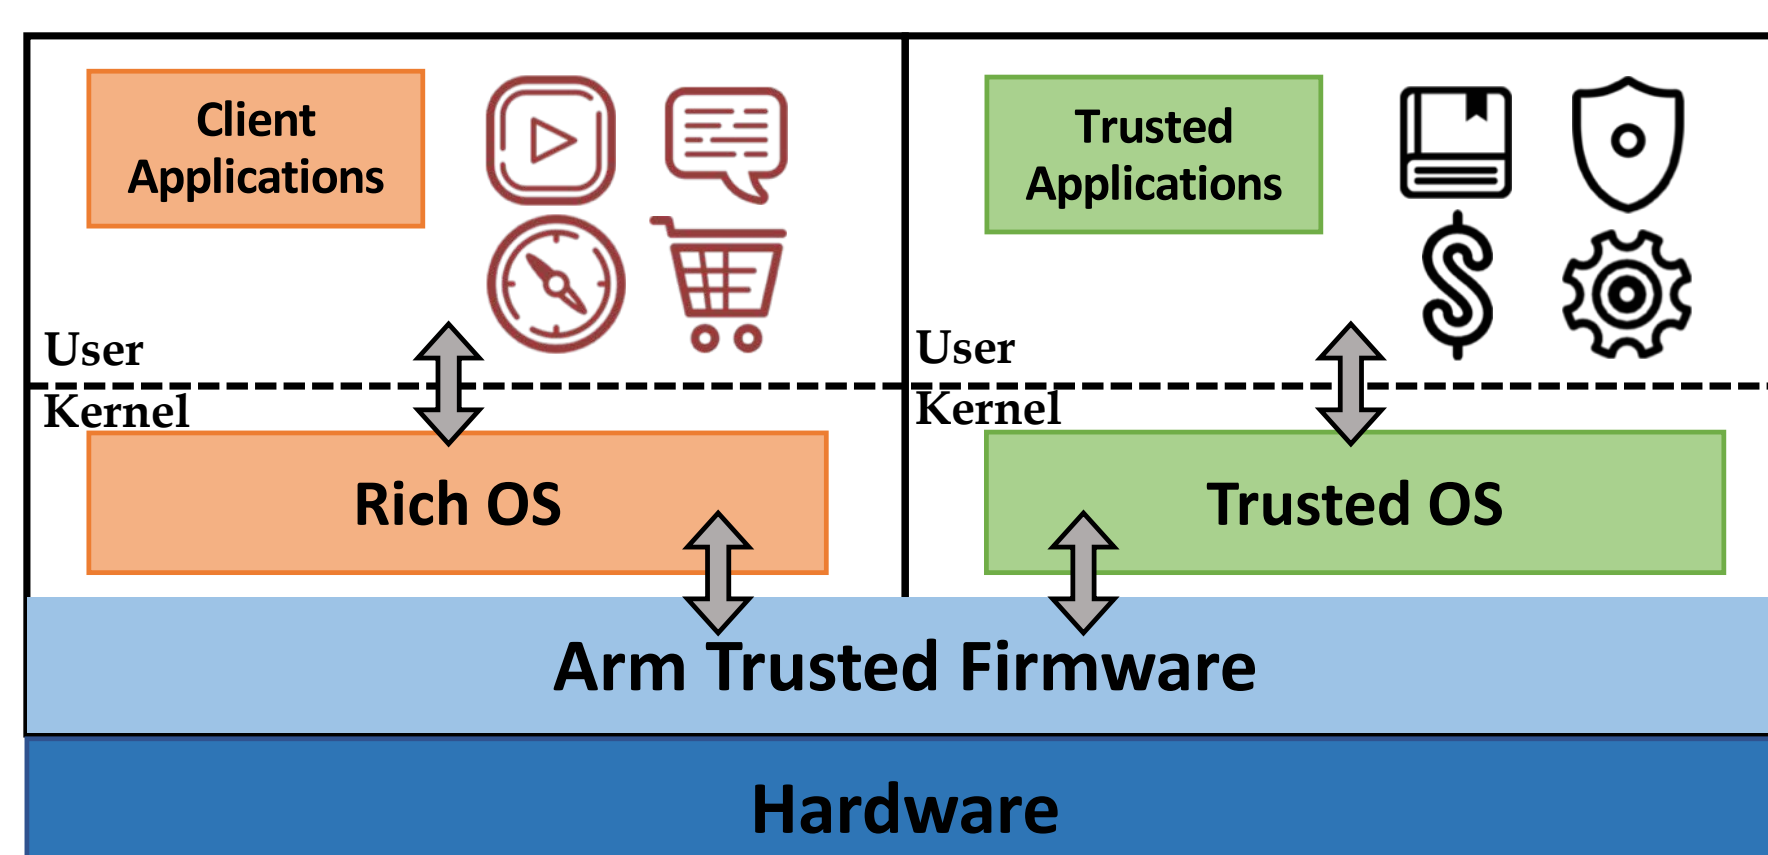 Client
Applications
Trusted
Applications
User
User
Kernel
Kernel
Rich OS
Trusted OS
Arm Trusted Firmware
Hardware